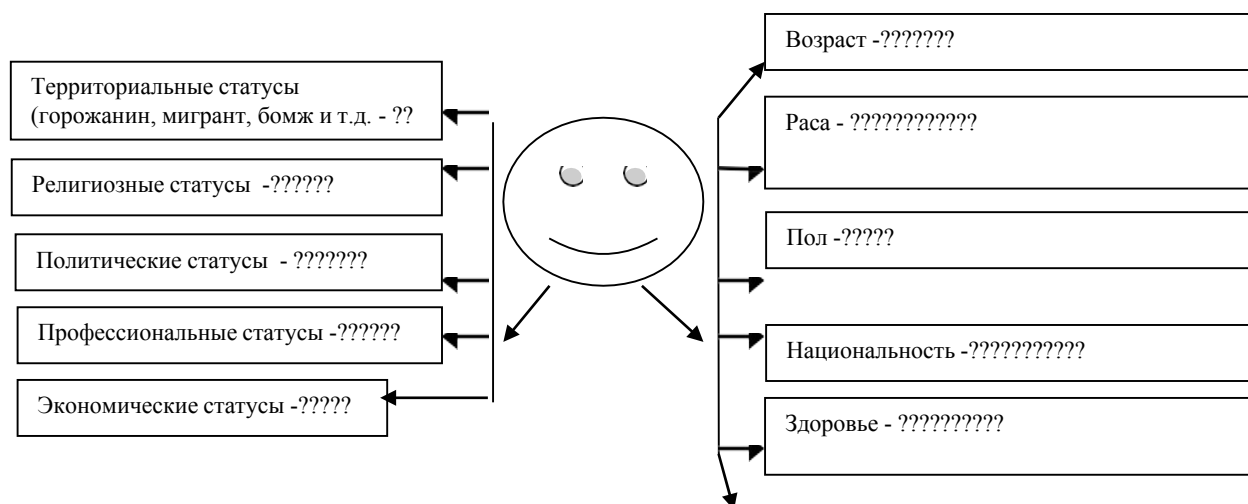 Территориальные статусы
(горожанин, мигрант, бомж и т.д. - ??
Религиозные статусы -??????
Политические статусы - ???????
Профессиональные статусы -??????
Экономические статусы -?????
Возраст -???????
Раса - ????????????
Пол -?????
Национальность -???????????
Здоровье - ??????????